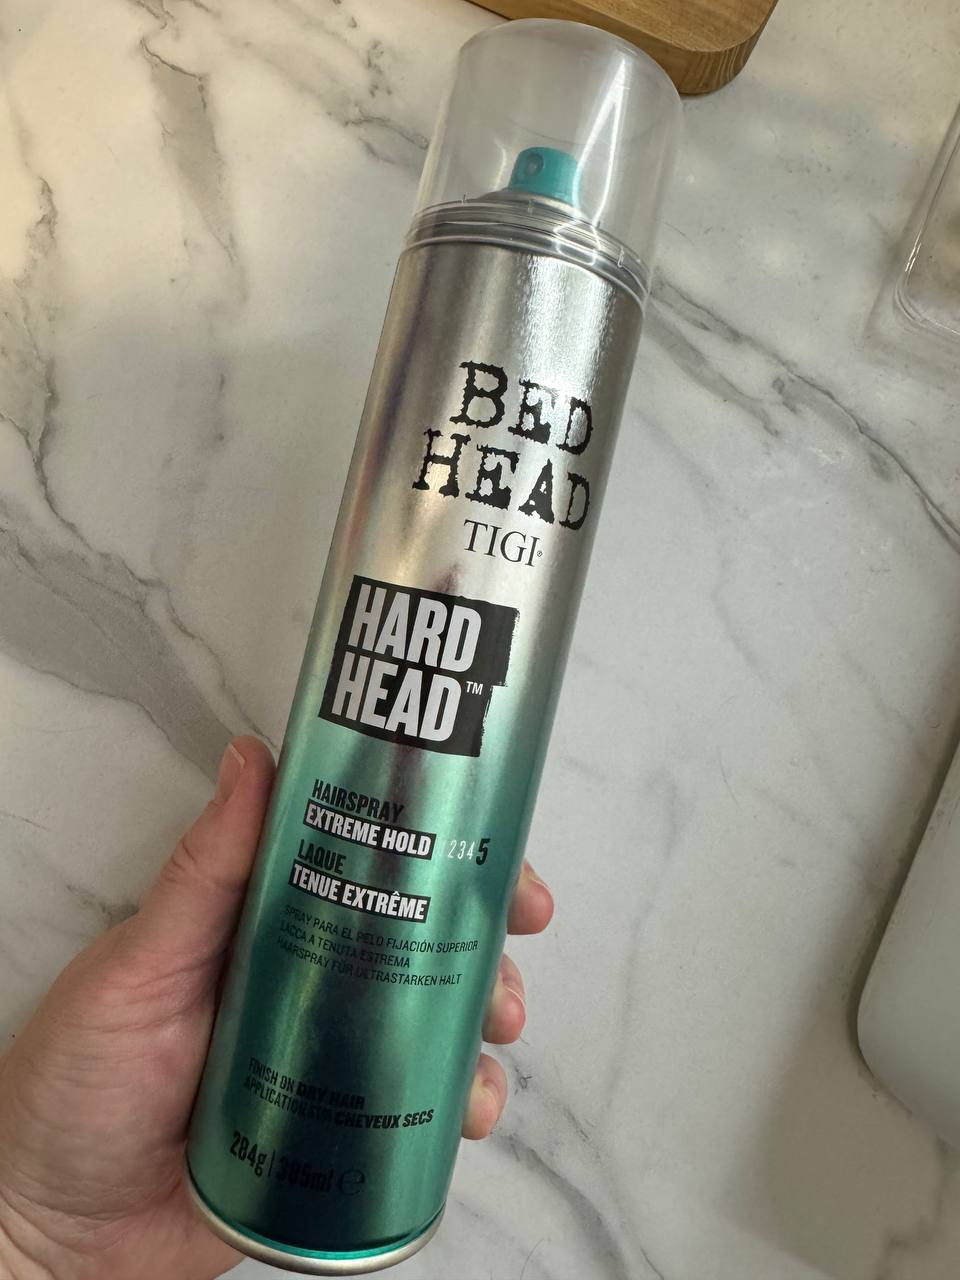 BED
HEAD
TIGI®
HARD
HEAD™
HAIRSPRAY
EXTREME HOLD 12345
LAQUE
TENUE EXTRÊME
SPRAY PARA EL PELO FIJACIÓN SUPERIOR
LACCA A TENUTA ESTREMA
HAARSPRAY FÜR ULTRASTARKEN HALT
FINISH ON DRY HAIR
APPLICATION SUR CHEVEUX SECS
284g | 385ml ℮